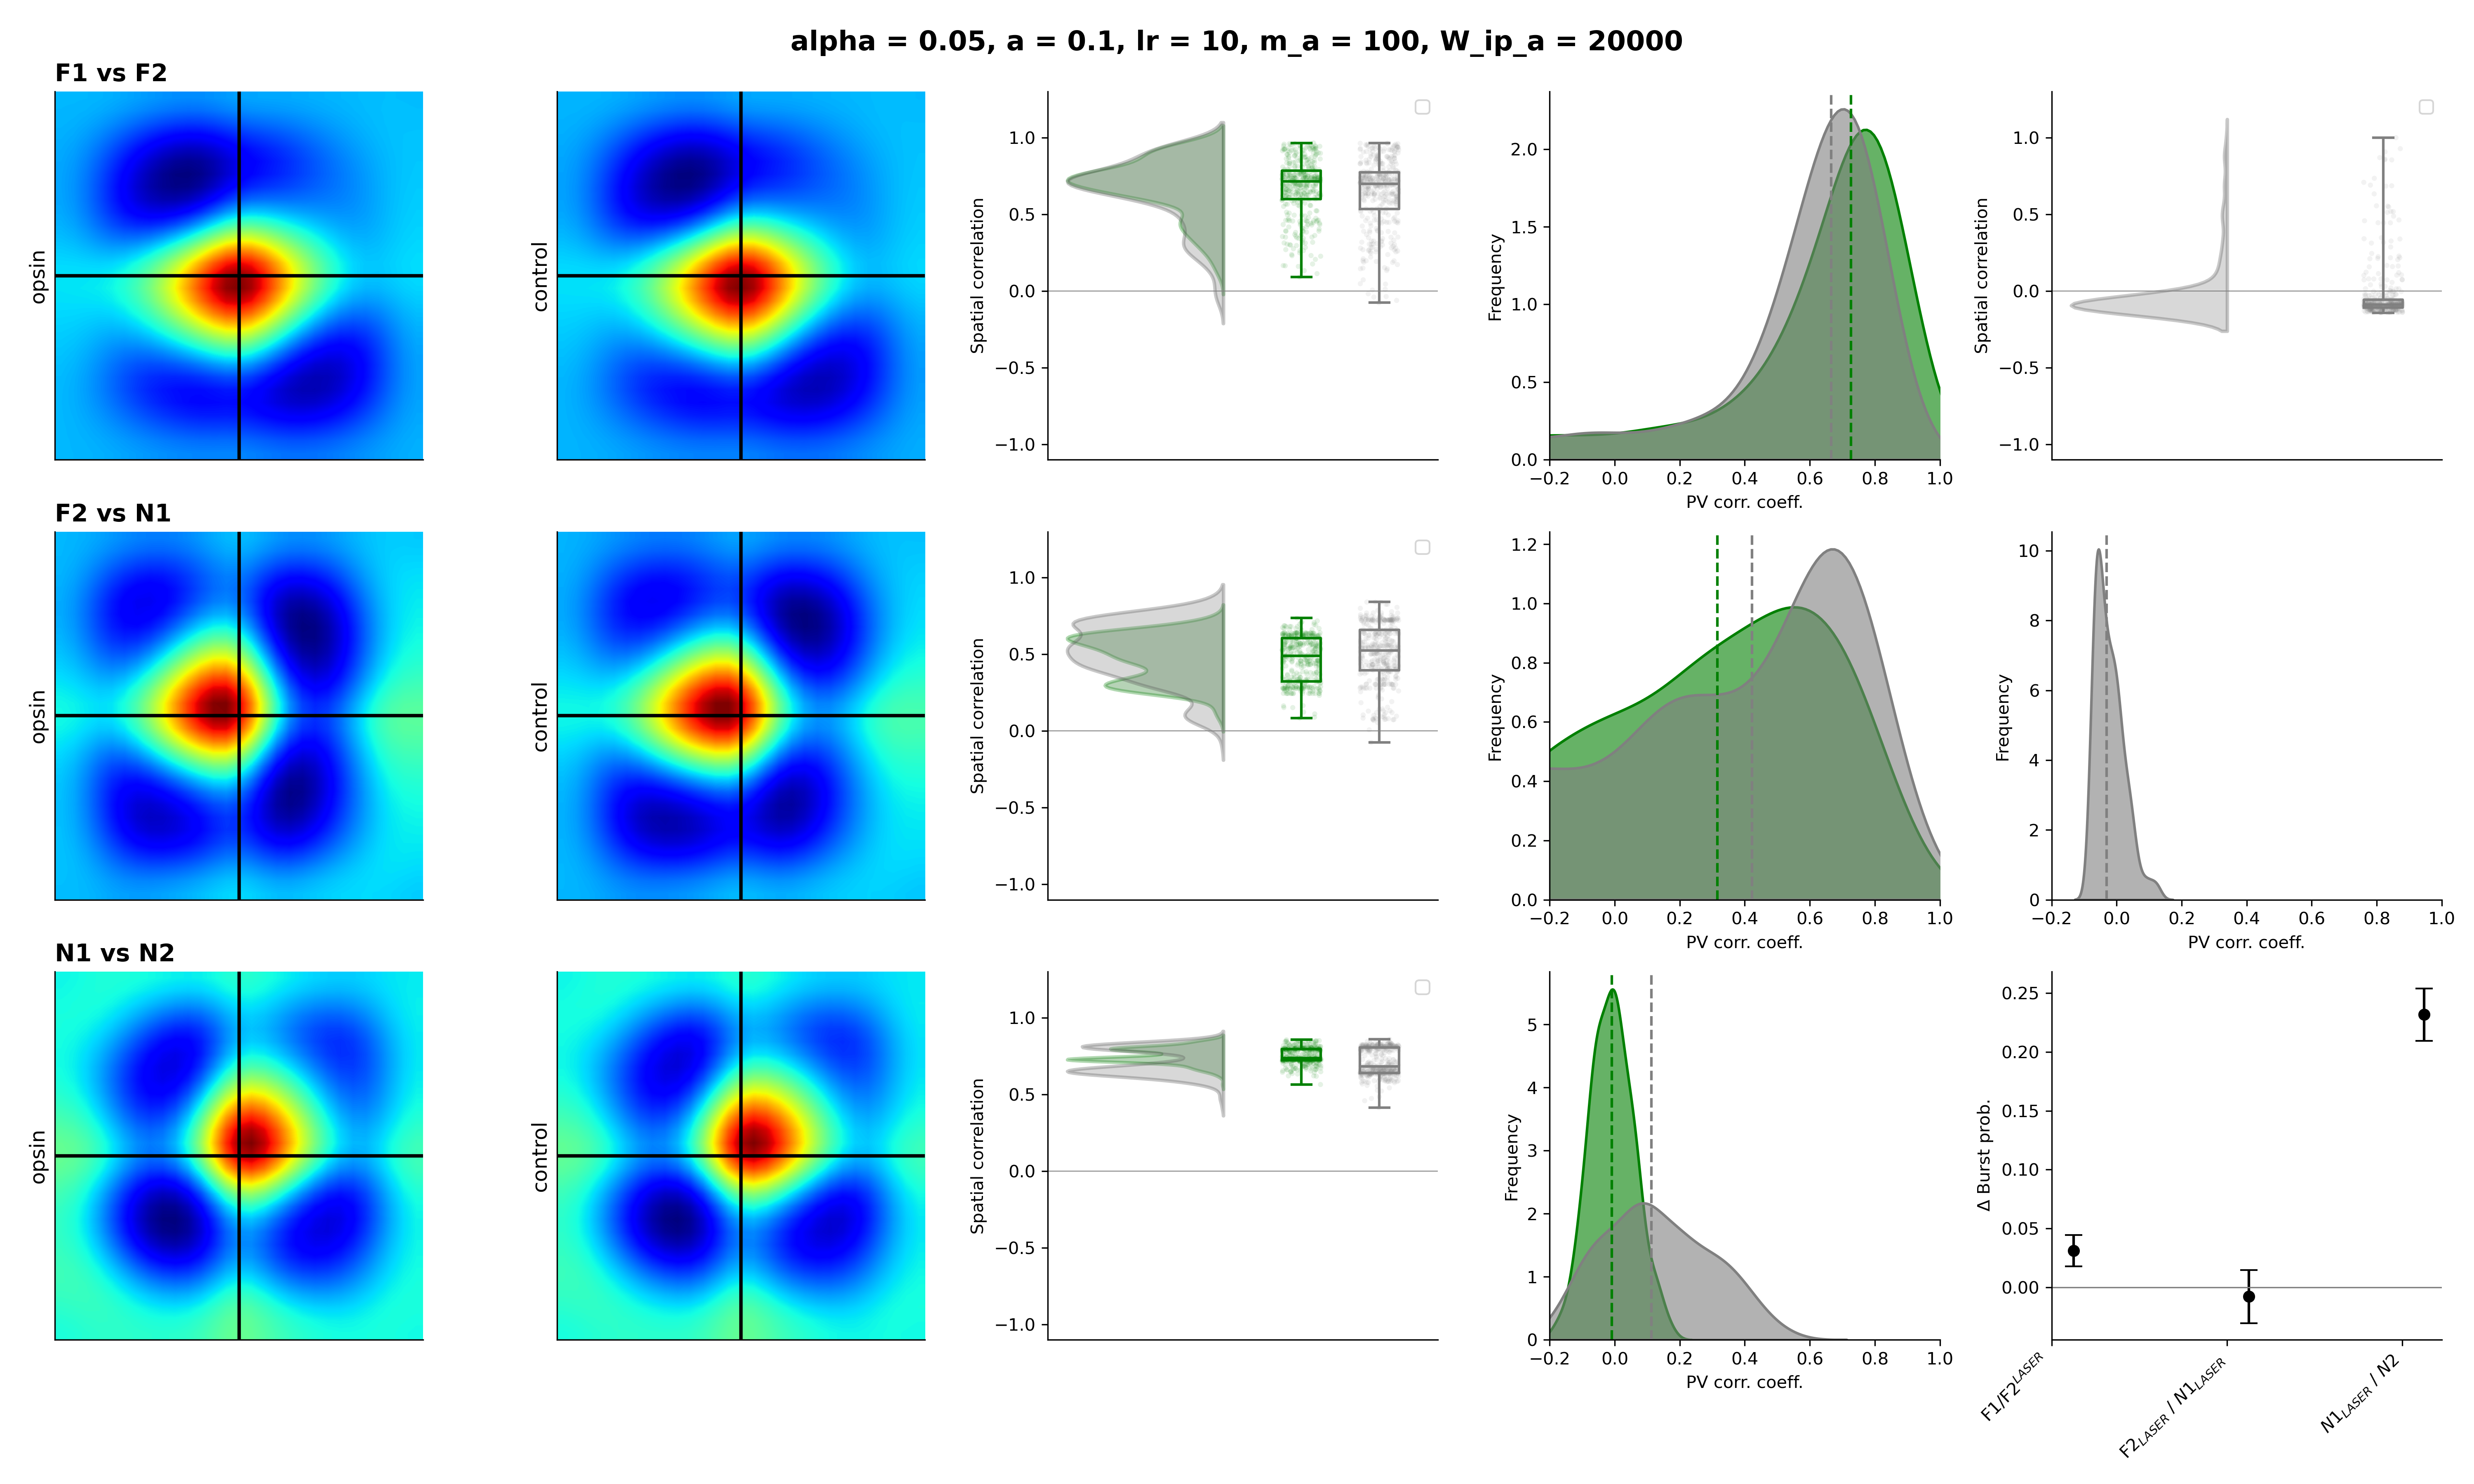 alpha = 0.05, a = 0.1, lr = 10, m_a = 100, W_ip_a = 20000
F1 vs F2
opsin
control
Spatial correlation
1.0
0.5
0.0
−0.5
−1.0
Frequency
2.0
1.5
1.0
0.5
0.0
−0.2 0.0 0.2 0.4 0.6 0.8 1.0
PV corr. coeff.
Spatial correlation
1.0
0.5
0.0
−0.5
−1.0
F2 vs N1
opsin
control
Spatial correlation
1.0
0.5
0.0
−0.5
−1.0
Frequency
1.2
1.0
0.8
0.6
0.4
0.2
0.0
−0.2 0.0 0.2 0.4 0.6 0.8 1.0
PV corr. coeff.
Frequency
10
8
6
4
2
0
−0.2 0.0 0.2 0.4 0.6 0.8 1.0
PV corr. coeff.
N1 vs N2
opsin
control
Spatial correlation
1.0
0.5
0.0
−0.5
−1.0
Frequency
5
4
3
2
1
0
−0.2 0.0 0.2 0.4 0.6 0.8 1.0
PV corr. coeff.
Δ Burst prob.
0.25
0.20
0.15
0.10
0.05
0.00
F1/F2^LASER
F2_LASER / N1_LASER
N1_LASER / N2